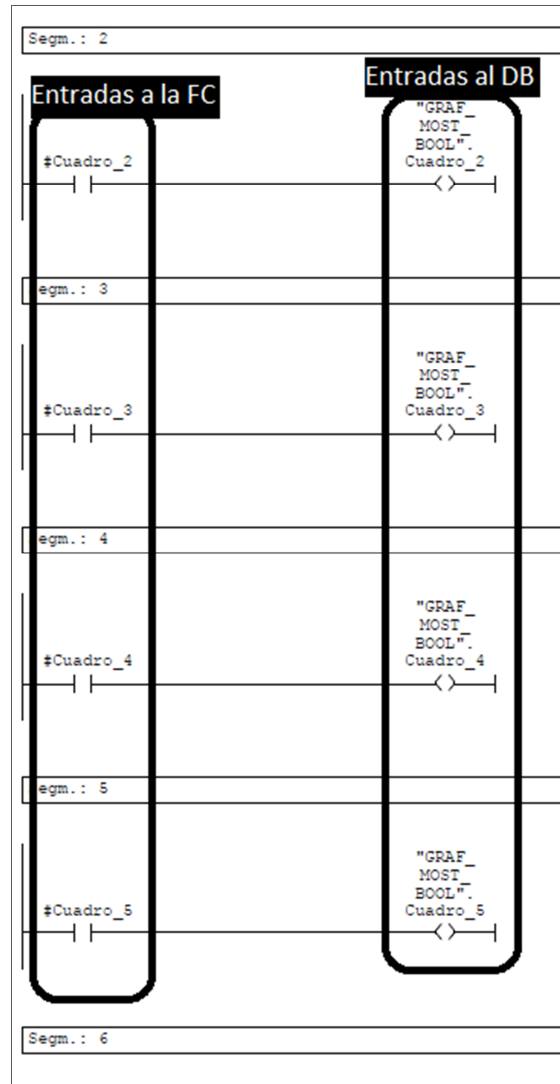 Segm.: 2
Entradas a la FC
Entradas al DB
"GRAF_
MOST_
BOOL".
#Cuadro_2 Cuadro_2
egm.: 3
"GRAF_
MOST_
BOOL".
#Cuadro_3 Cuadro_3
egm.: 4
"GRAF_
MOST_
BOOL".
#Cuadro_4 Cuadro_4
egm.: 5
"GRAF_
MOST_
BOOL".
#Cuadro_5 Cuadro_5
Segm.: 6